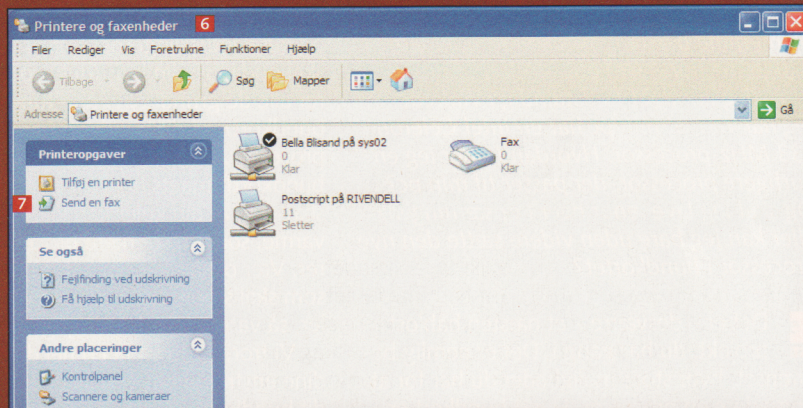 Printere og faxenheder 6
Filer Rediger Vis Foretrukne Funktioner Hjælp
Tilbage Søg Mapper
Adresse Printere og faxenheder Gå
Printeropgaver
Tilføj en printer
7 Send en fax
Se også
Fejlfinding ved udskrivning
Få hjælp til udskrivning
Andre placeringer
Kontrolpanel
Scannere og kameraer
Bella Blisand på sys02
0
Klar
Fax
0
Klar
Postscript på RIVENDELL
11
Sletter